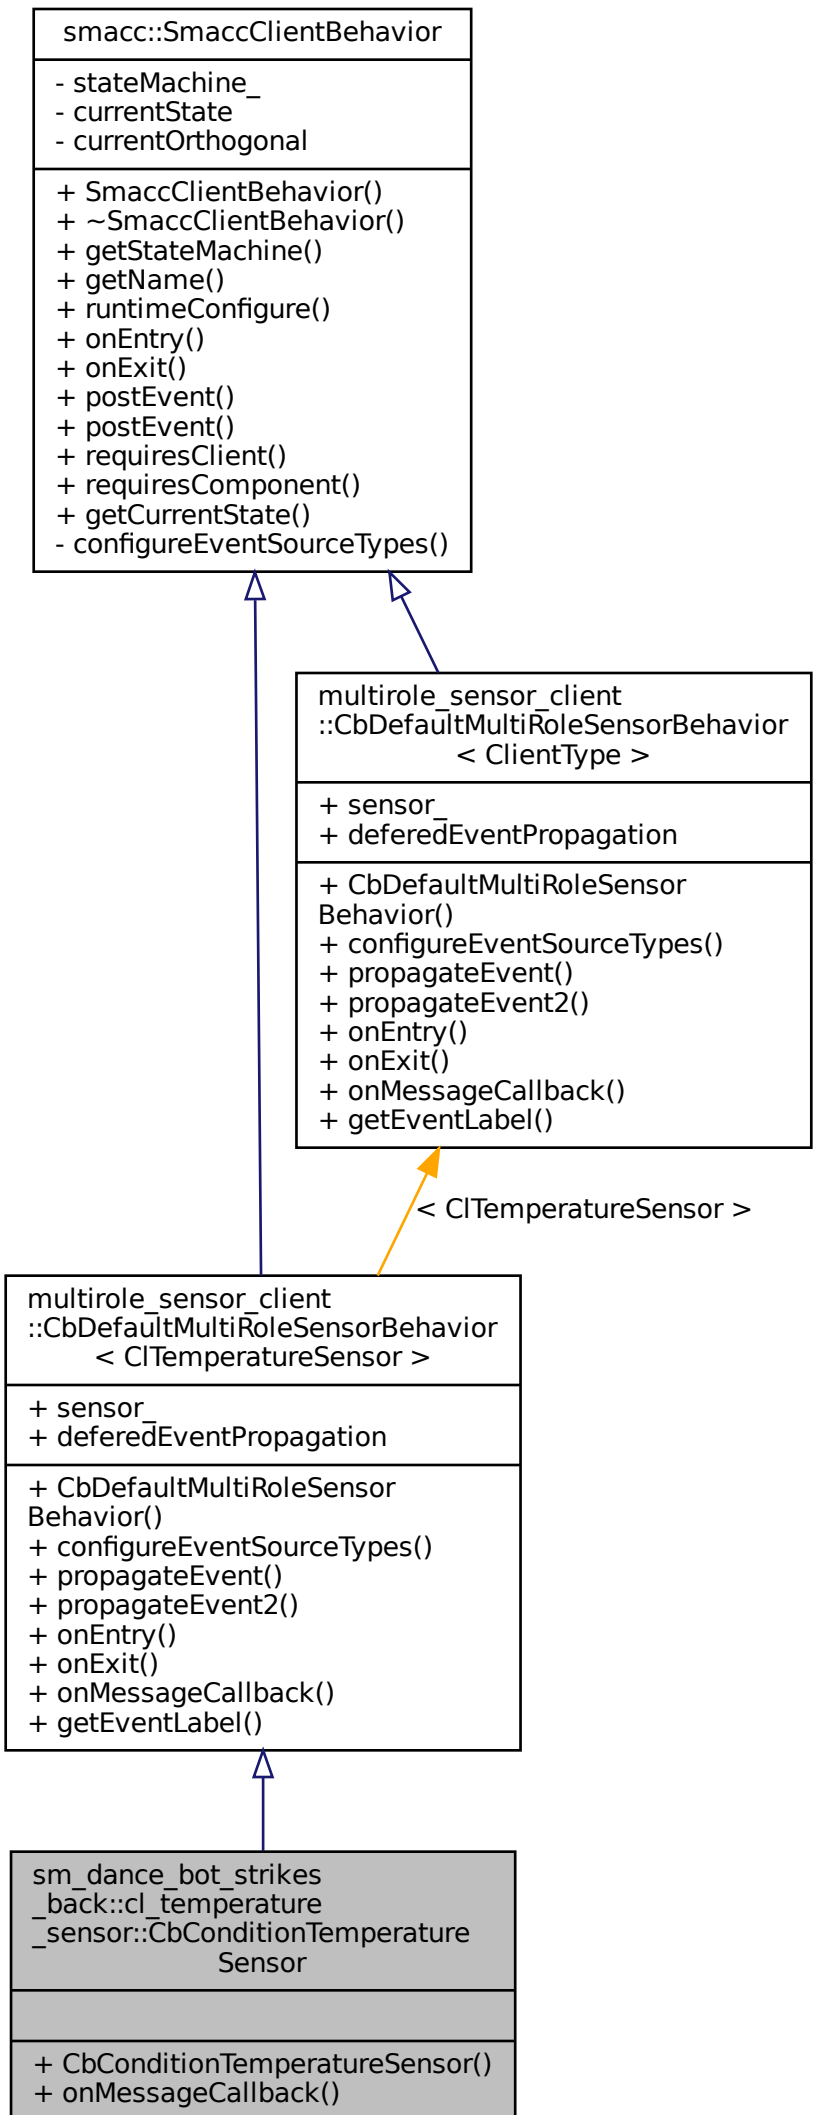 smacc::SmaccClientBehavior
- stateMachine_
- currentState
- currentOrthogonal
+ SmaccClientBehavior()
+ ~SmaccClientBehavior()
+ getStateMachine()
+ getName()
+ runtimeConfigure()
+ onEntry()
+ onExit()
+ postEvent()
+ postEvent()
+ requiresClient()
+ requiresComponent()
+ getCurrentState()
- configureEventSourceTypes()
multirole_sensor_client
::CbDefaultMultiRoleSensorBehavior
< ClientType >
+ sensor_
+ deferedEventPropagation
+ CbDefaultMultiRoleSensor
Behavior()
+ configureEventSourceTypes()
+ propagateEvent()
+ propagateEvent2()
+ onEntry()
+ onExit()
+ onMessageCallback()
+ getEventLabel()
< ClTemperatureSensor >
multirole_sensor_client
::CbDefaultMultiRoleSensorBehavior
< ClTemperatureSensor >
+ sensor_
+ deferedEventPropagation
+ CbDefaultMultiRoleSensor
Behavior()
+ configureEventSourceTypes()
+ propagateEvent()
+ propagateEvent2()
+ onEntry()
+ onExit()
+ onMessageCallback()
+ getEventLabel()
sm_dance_bot_strikes
_back::cl_temperature
_sensor::CbConditionTemperature
Sensor
+ CbConditionTemperatureSensor()
+ onMessageCallback()